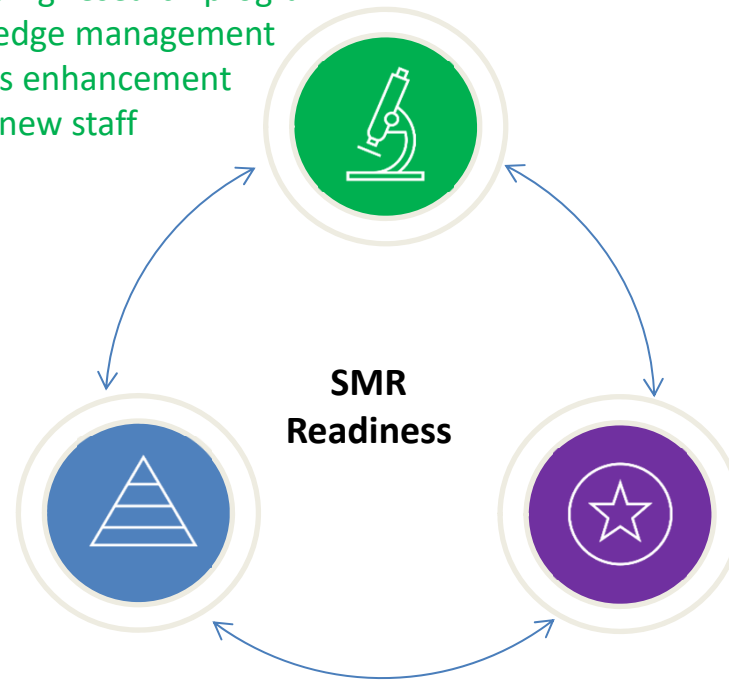 edge management
s enhancement
new staff
SMR
Readiness